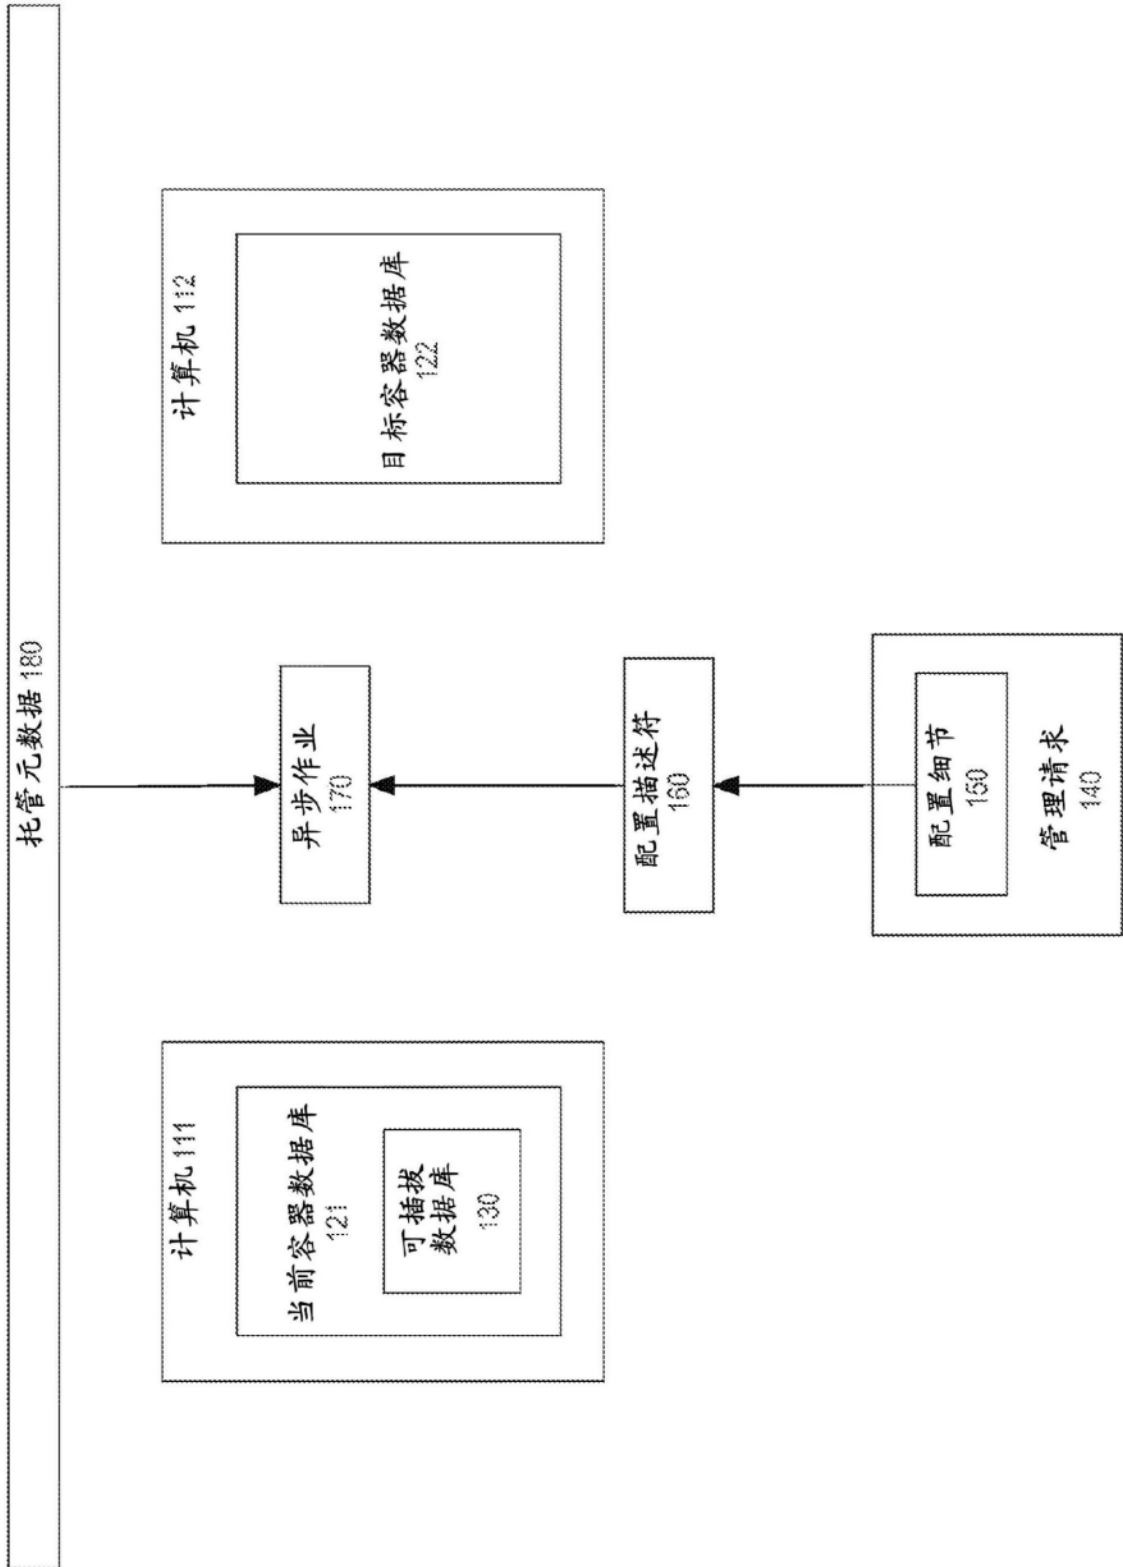 托管元数据 180
计算机 111
当前容器数据库
121
可插拔
数据库
130
异步作业
170
计算机 112
目标容器数据库
122
配置描述符
160
配置细节
150
管理请求
140